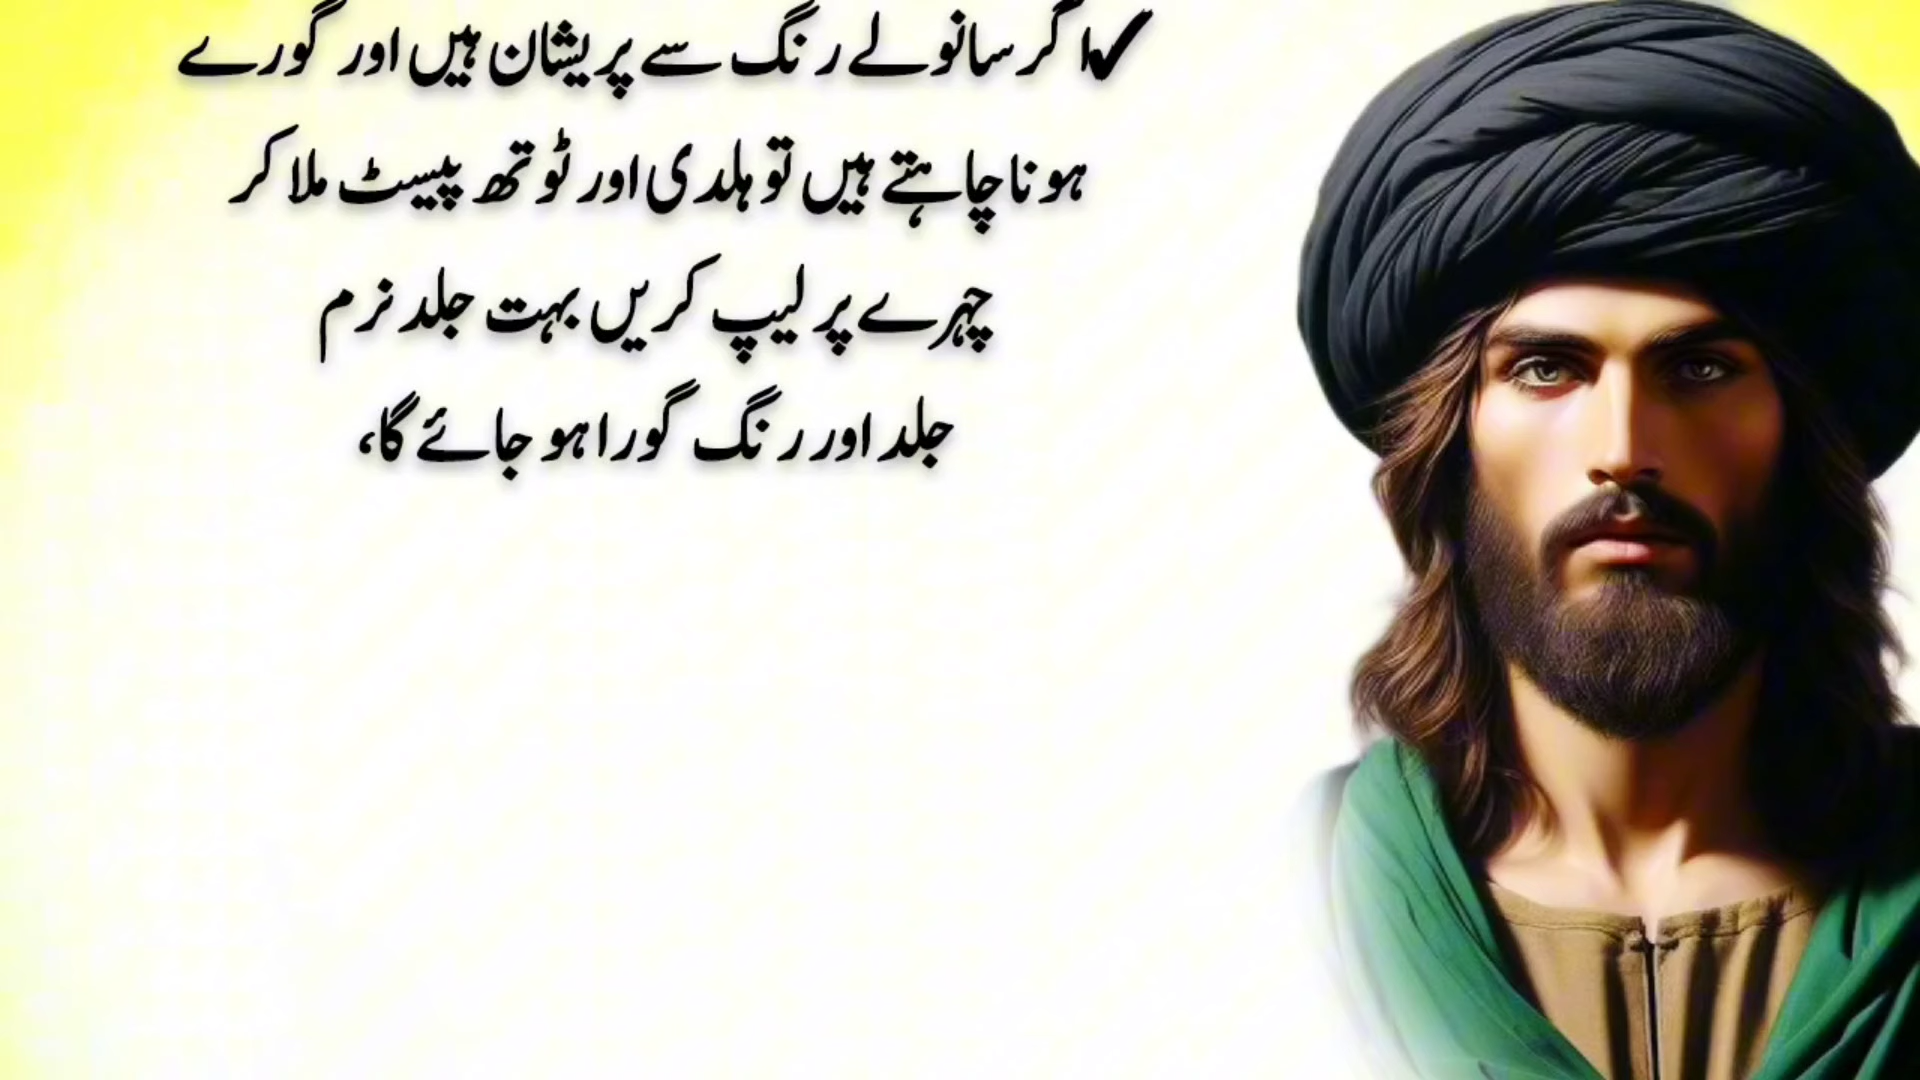 ✔اگر سانولے رنگ سے پریشان ہیں اور گورے
ہونا چاہتے ہیں تو ہلدی اور ٹوتھ پیسٹ ملا کر
چہرے پر لیپ کریں بہت جلد نرم
جلد اور رنگ گورا ہو جائے گا،